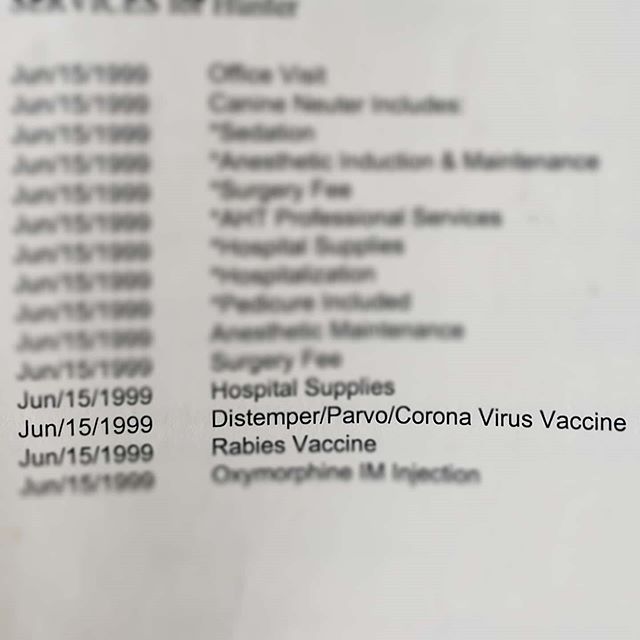 SERVICES for Hunter
Jun/15/1999 Office Visit
Jun/15/1999 Canine Neuter Includes:
Jun/15/1999 *Sedation
Jun/15/1999 *Anesthetic Induction & Maintenance
Jun/15/1999 *Surgery Fee
Jun/15/1999 *AHT Professional Services
Jun/15/1999 *Hospital Supplies
Jun/15/1999 *Hospitalization
Jun/15/1999 *Pedicure Included
Jun/15/1999 Anesthetic Maintenance
Jun/15/1999 Surgery Fee
Jun/15/1999 Hospital Supplies
Jun/15/1999 Distemper/Parvo/Corona Virus Vaccine
Jun/15/1999 Rabies Vaccine
Jun/15/1999 Oxymorphine IM Injection